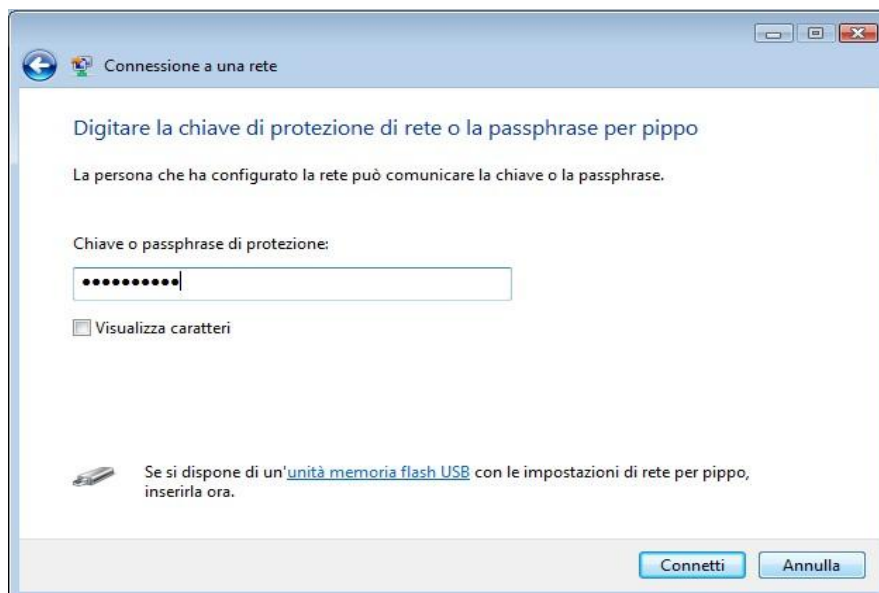 Connessione a una rete
Digitare la chiave di protezione di rete o la passphrase per pippo
La persona che ha configurato la rete può comunicare la chiave o la passphrase.
Chiave o passphrase di protezione:
••••••••••
Visualizza caratteri
Se si dispone di un'unità memoria flash USB con le impostazioni di rete per pippo,
inserirla ora.
Connetti
Annulla